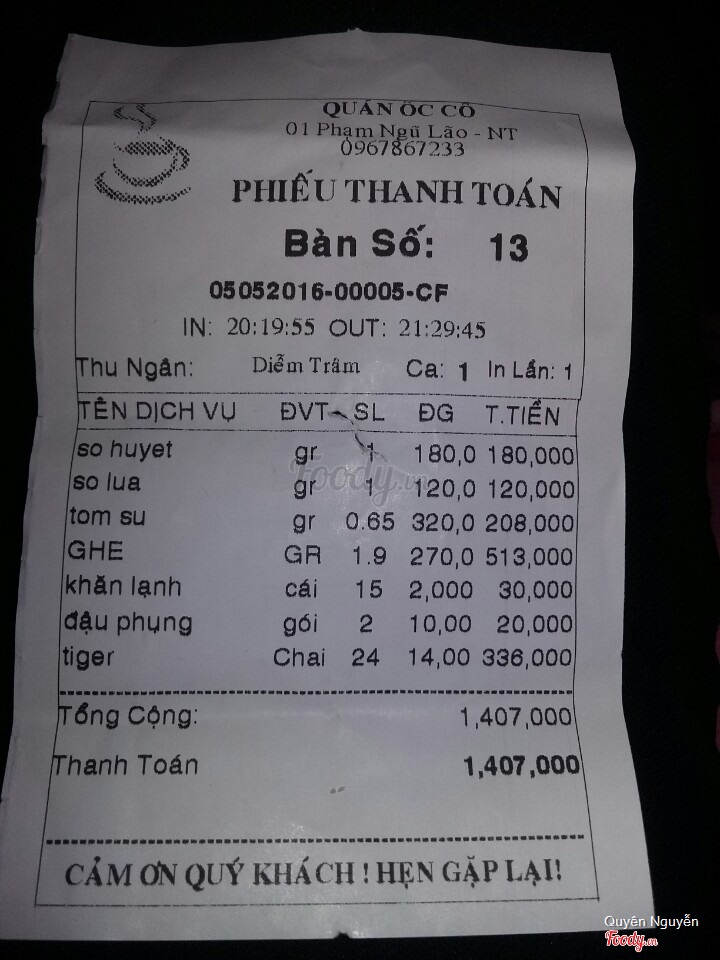 QUÁN ỐC CÔ
01 Phạm Ngũ Lão - NT
0967867233
PHIẾU THANH TOÁN
Bàn Số: 13
05052016-00005-CF
IN: 20:19:55 OUT: 21:29:45
Thu Ngân: Diễm Trâm Ca: 1 In Lần: 1
TÊN DỊCH VỤ ĐVT SL ĐG T.TIỀN
so huyet gr 1 180,0 180,000
so lua gr 1 120,0 120,000
tom su gr 0.65 320,0 208,000
GHE GR 1.9 270,0 513,000
khăn lạnh cái 15 2,000 30,000
đậu phụng gói 2 10,00 20,000
tiger Chai 24 14,00 336,000
Tổng Cộng: 1,407,000
Thanh Toán 1,407,000
CẢM ƠN QUÝ KHÁCH ! HẸN GẶP LẠI!
Foody.vn
Quyên Nguyễn
Foody.vn